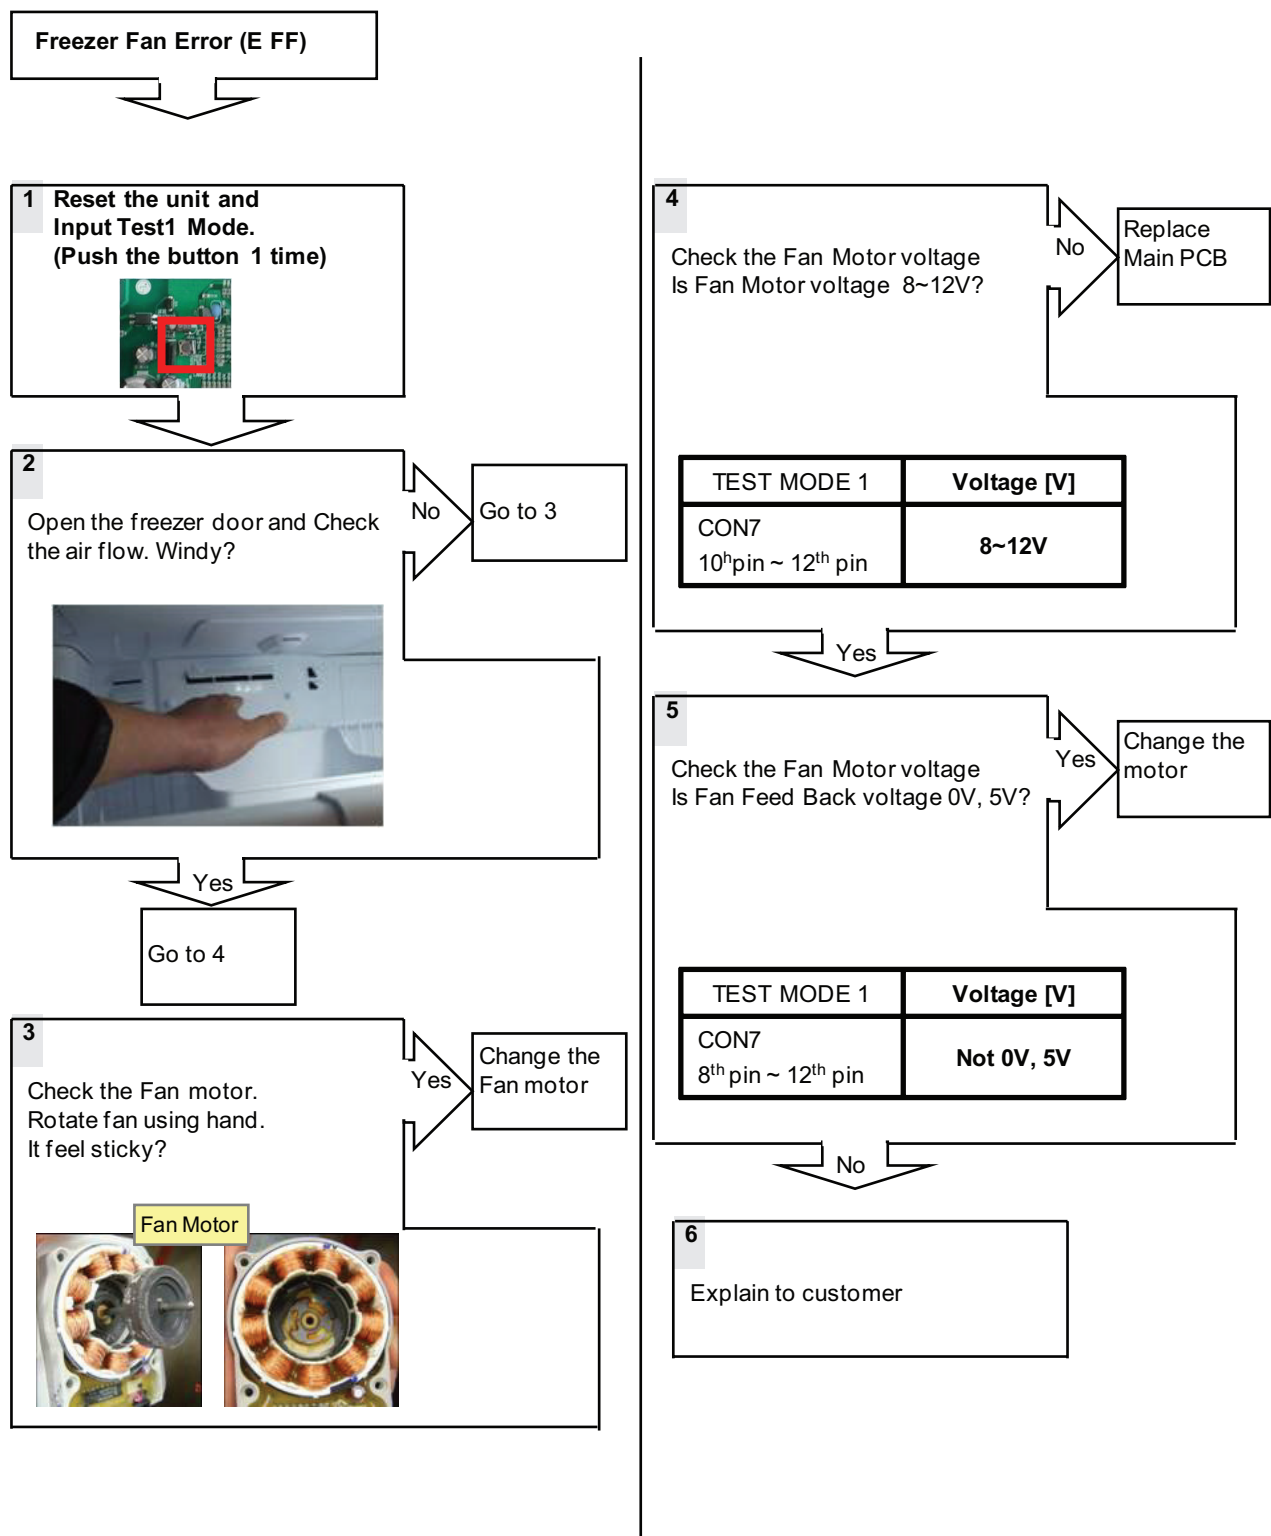 Freezer Fan Error (E FF)
1 Reset the unit and
Input Test1 Mode.
(Push the button 1 time)
2
Open the freezer door and Check
the air flow. Windy?
No
Go to 3
Yes
Go to 4
3
Check the Fan motor.
Rotate fan using hand.
It feel sticky?
Yes
Change the
Fan motor
Fan Motor
4
Check the Fan Motor voltage
Is Fan Motor voltage 8~12V?
No
Replace
Main PCB
TEST MODE 1 Voltage [V]
CON7
10hpin ~ 12th pin
8~12V
Yes
5
Check the Fan Motor voltage
Is Fan Feed Back voltage 0V, 5V?
Yes
Change the
motor
TEST MODE 1 Voltage [V]
CON7
8th pin ~ 12th pin
Not 0V, 5V
No
6
Explain to customer